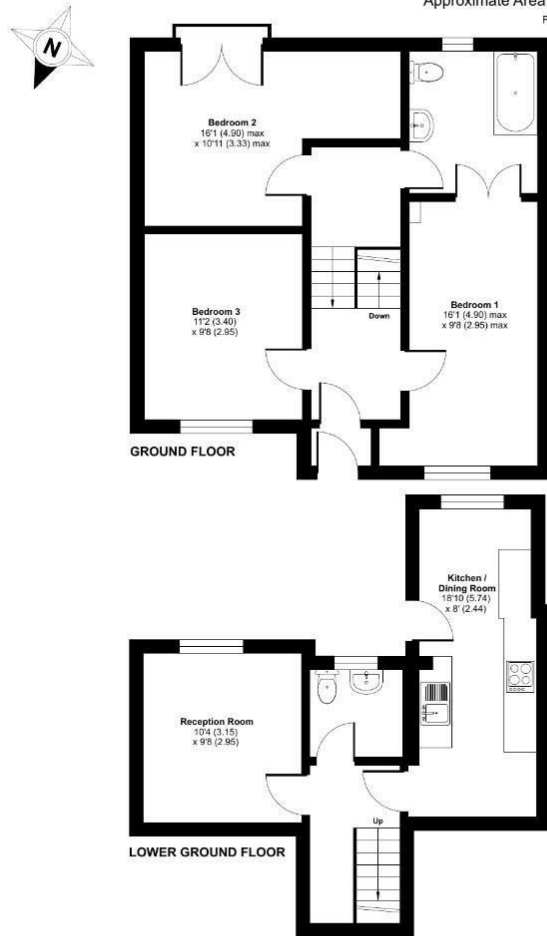 Approximate Area
N
Bedroom 2
16'1 (4.90) max
x 10'11 (3.33) max
Bedroom 3
11'2 (3.40)
x 9'8 (2.95)
Down
Bedroom 1
16'1 (4.90) max
x 9'8 (2.95) max
GROUND FLOOR
Kitchen /
Dining Room
18'10 (5.74)
x 8' (2.44)
Reception Room
10'4 (3.15)
x 9'8 (2.95)
Up
LOWER GROUND FLOOR